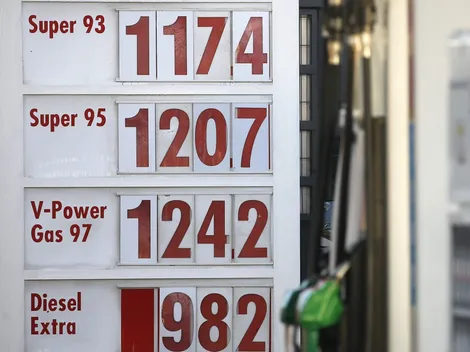 Super 93 1174
Super 95 1207.
V-Power
Gas 97 1242
Diesel
Extra 982